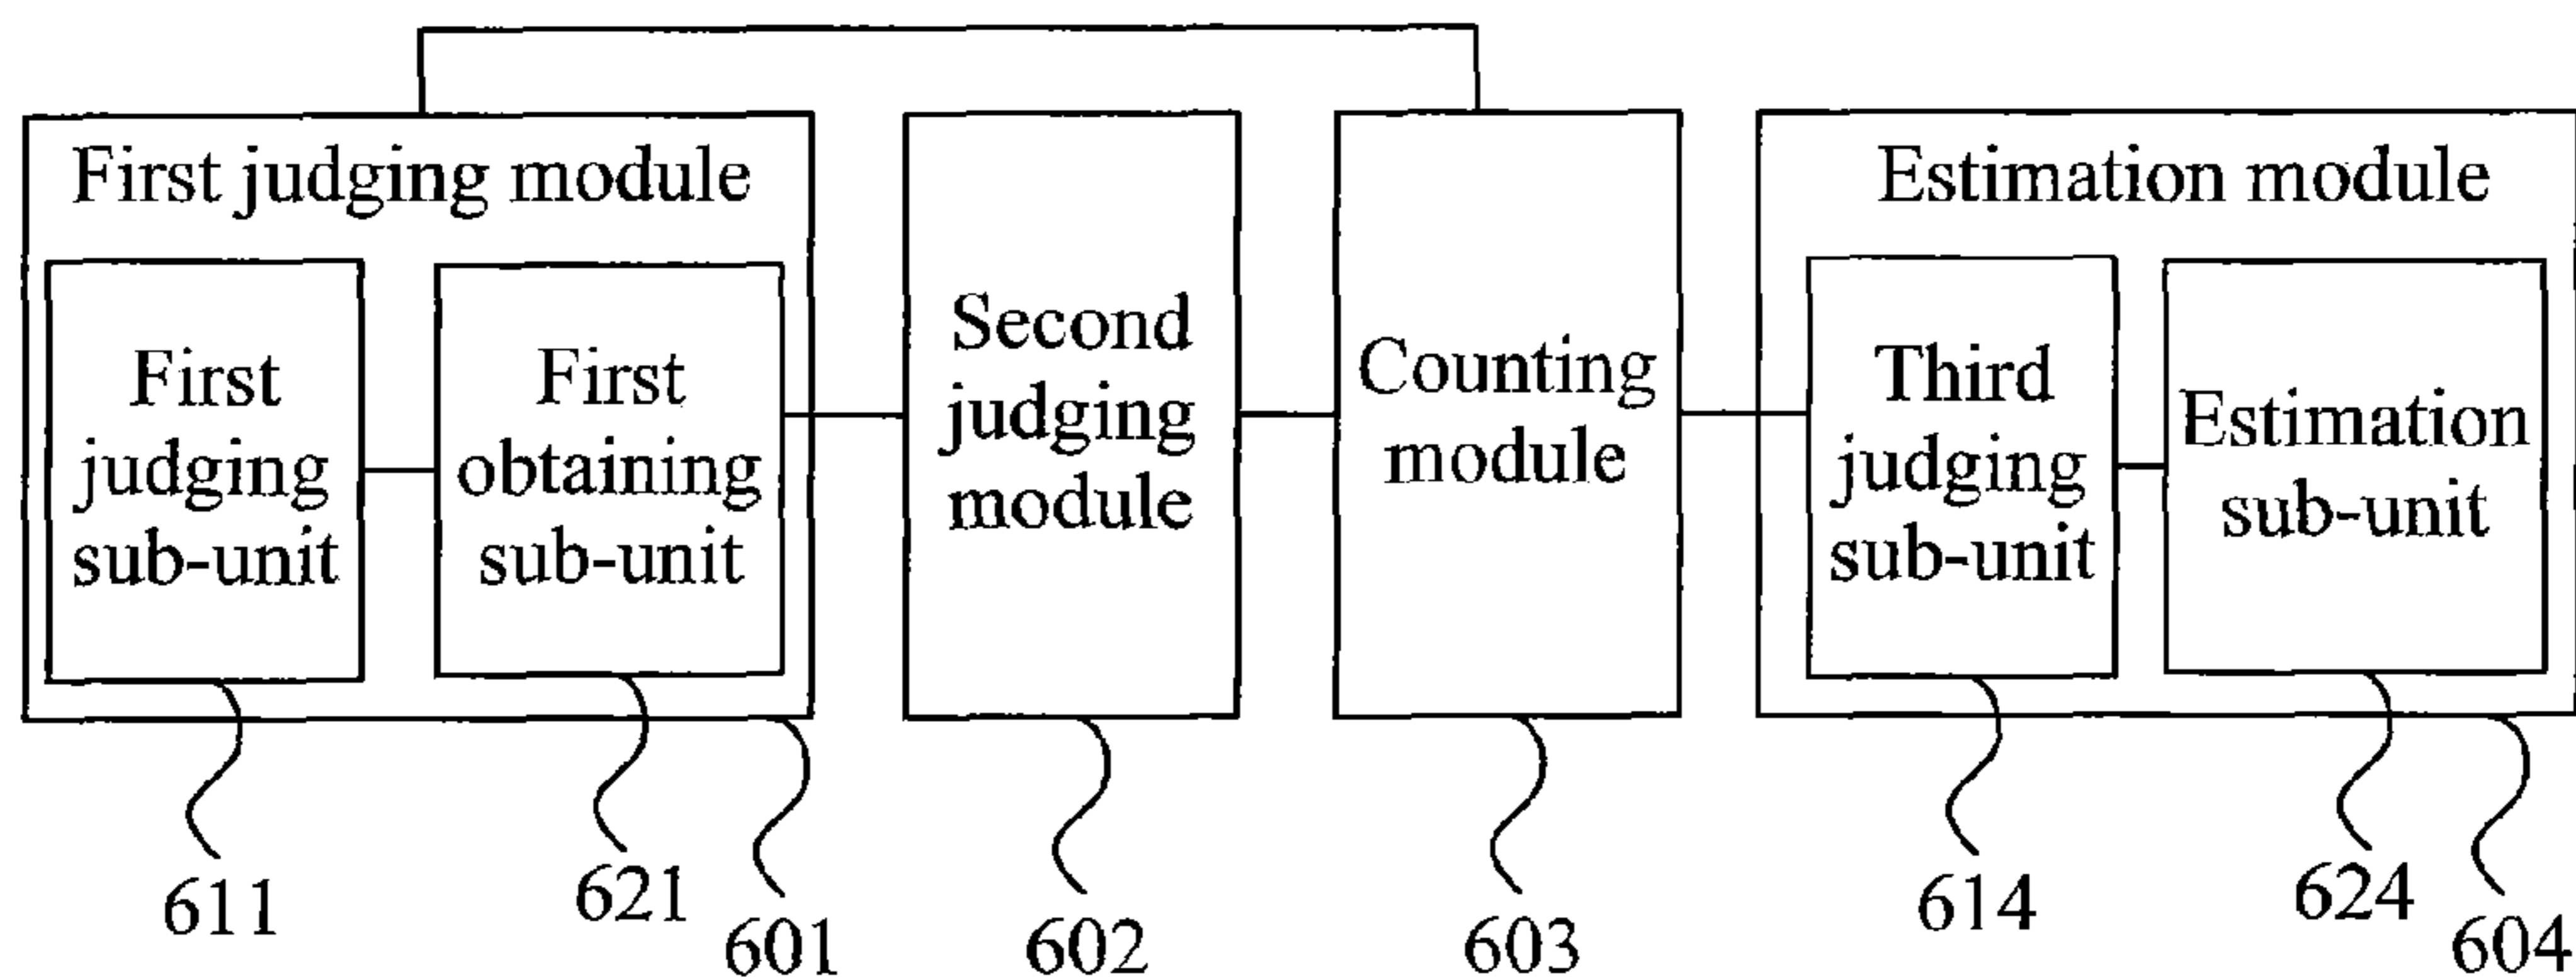 First judging module
First
judging
sub-unit
First
obtaining
sub-unit
Second
judging
module
Counting
module
Estimation module
Third
judging
sub-unit
Estimation
sub-unit
611
621
601
602
603
614
624
604